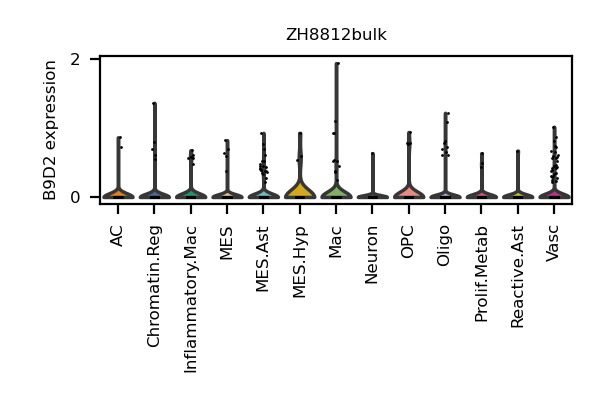 ZH8812bulk
B9D2 expression
2
0
AC
Chromatin.Reg
Inflammatory.Mac
MES
MES.Ast
MES.Hyp
Mac
Neuron
OPC
Oligo
Prolif.Metab
Reactive.Ast
Vasc